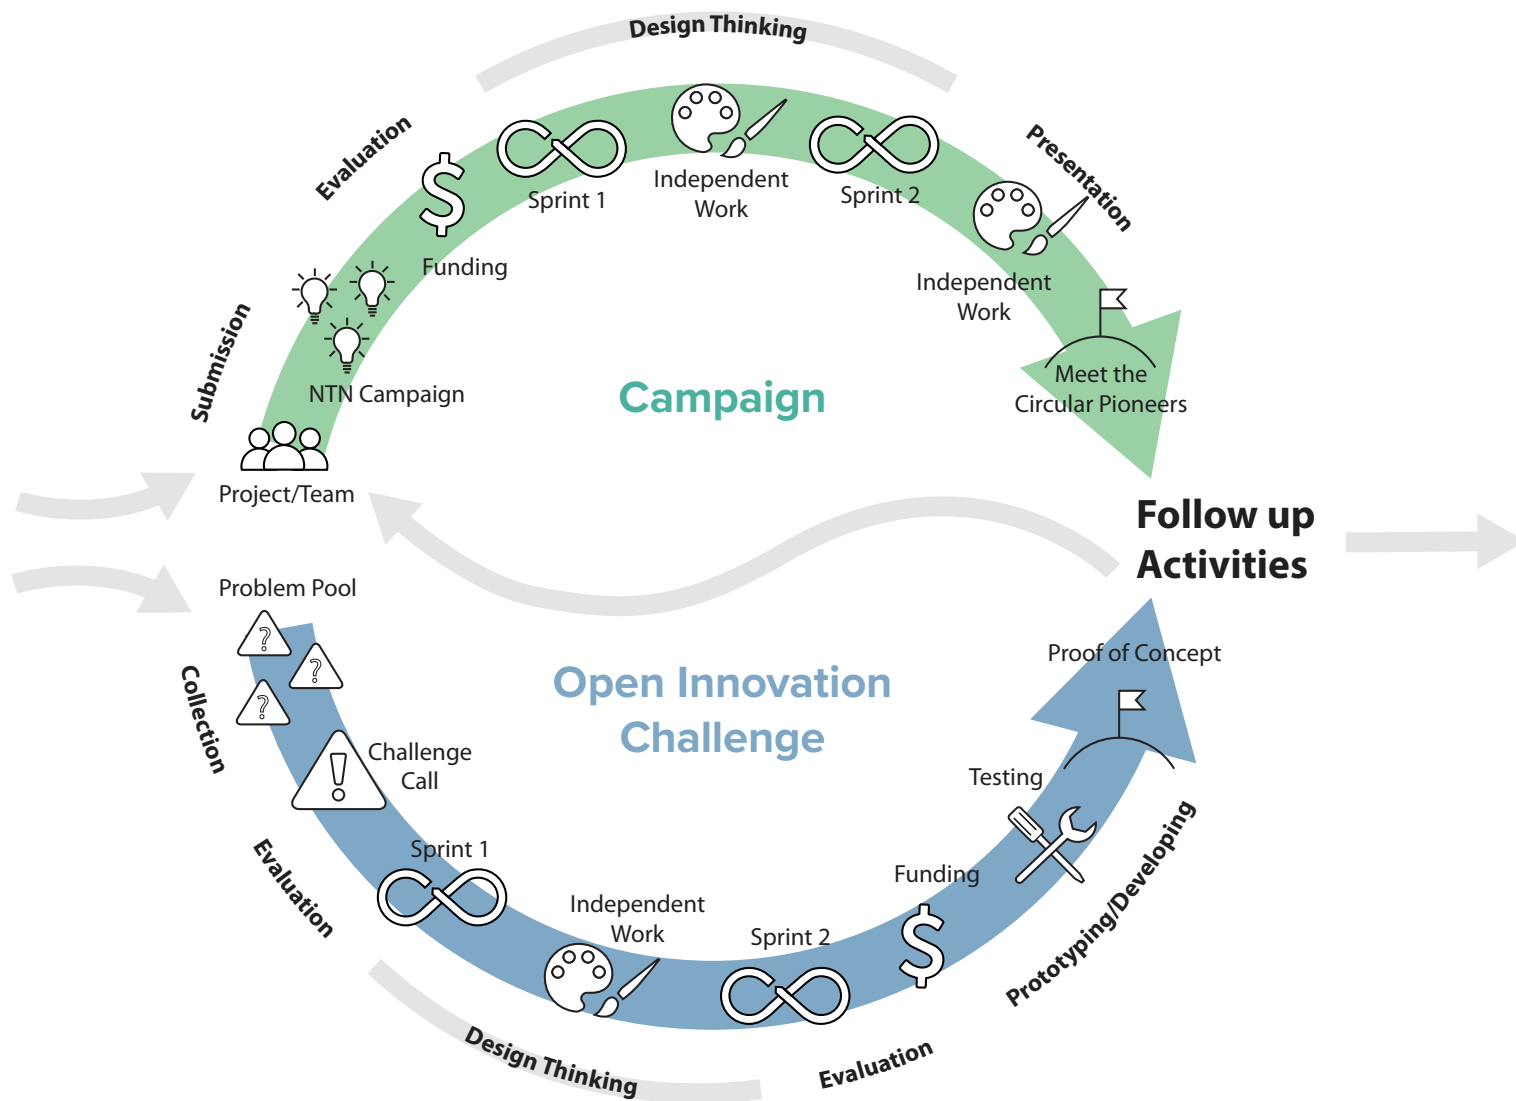 Design Thinking
Evaluation
Presentation
Sprint 1
Independent
Work
Sprint 2
Funding
Independent
Work
Submission
NTN Campaign
Campaign
Meet the
Circular Pioneers
Project/Team
Follow up
Activities
Problem Pool
?
?
?
Collection
Open Innovation
Challenge
Proof of Concept
Challenge
Call
!
Testing
Evaluation
Sprint 1
Independent
Work
Sprint 2
Funding
Prototyping/Developing
Design Thinking
Evaluation